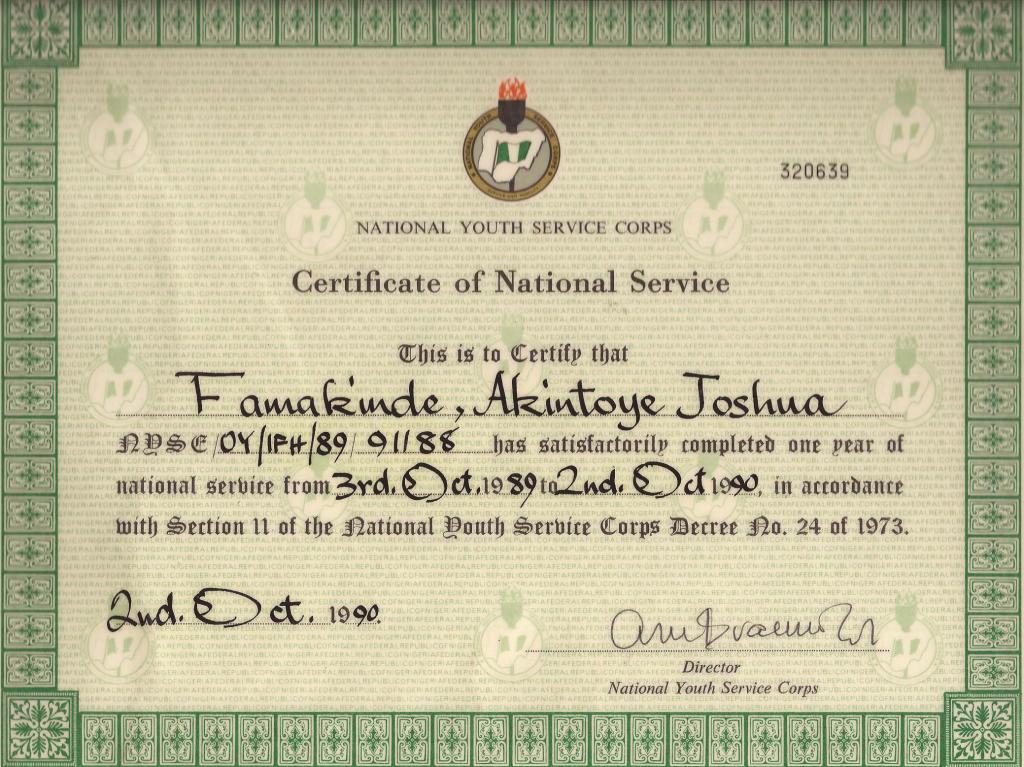 320639
NATIONAL YOUTH SERVICE CORPS
Certificate of National Service
This is to Certify that
Famakinde, Akintoye Joshua
NYSC/OY/IFH/89/91188 has satisfactorily completed one year of
national service from 3rd. Oct. 1989 to 2nd. Oct 1990, in accordance
with Section 11 of the National Youth Service Corps Decree No. 24 of 1973.
2nd. Oct. 1990.
Director
National Youth Service Corps